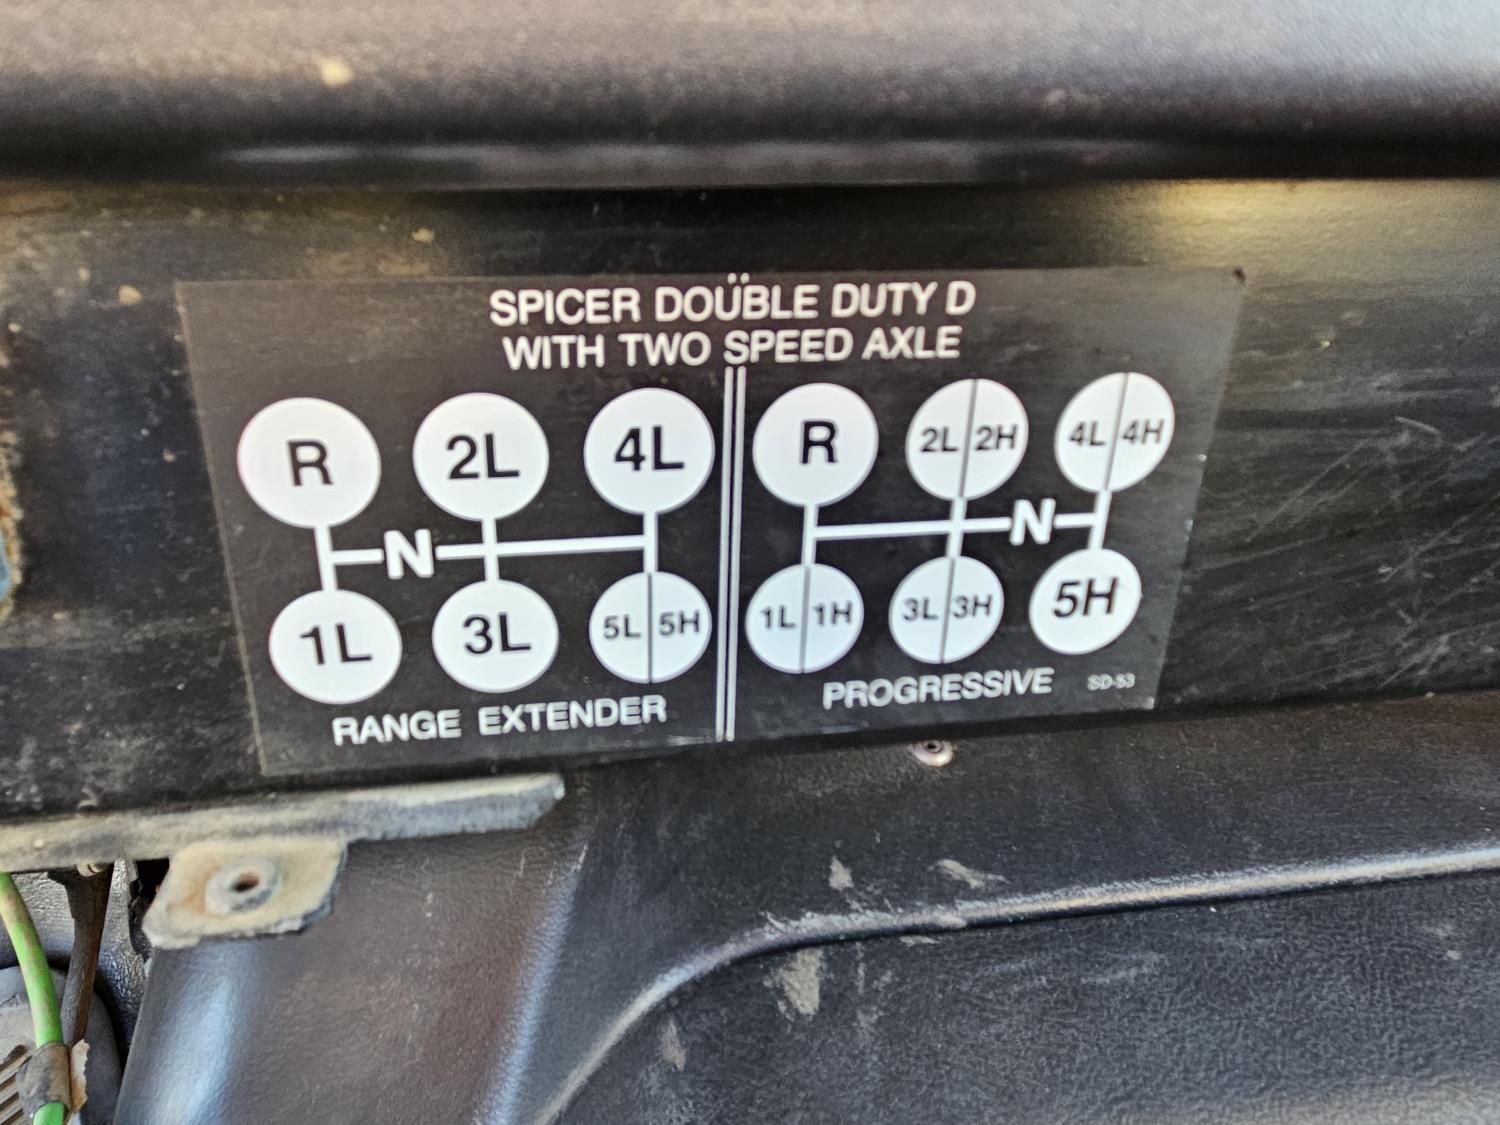 SPICER DOUBLE DUTY D
WITH TWO SPEED AXLE
R 2L 4L
N
1L 3L 5L 5H
RANGE EXTENDER
R 2L 2H 4L 4H
N
1L 1H 3L 3H 5H
PROGRESSIVE SD-53